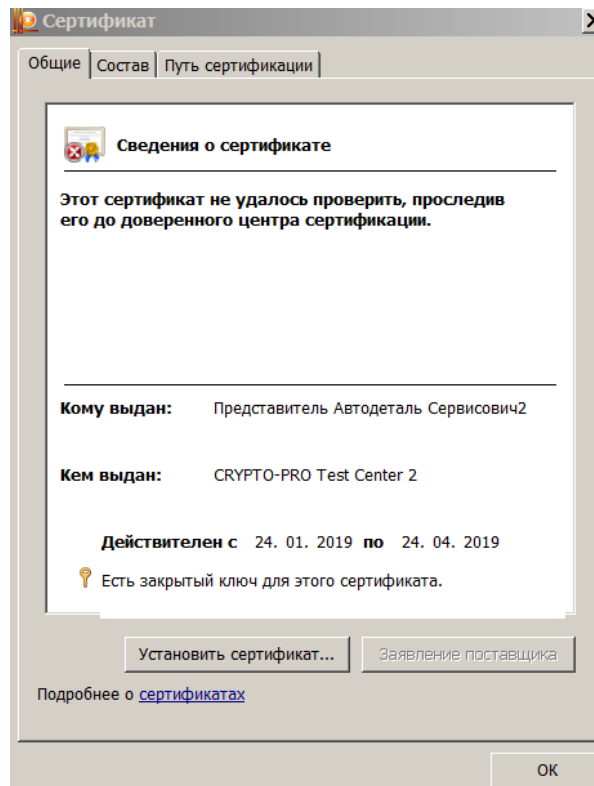 Сертификат
Общие Состав Путь сертификации
Сведения о сертификате
Этот сертификат не удалось проверить, проследив
его до доверенного центра сертификации.
Кому выдан: Представитель Автодеталь Сервисович2
Кем выдан: CRYPTO-PRO Test Center 2
Действителен с 24. 01. 2019 по 24. 04. 2019
Есть закрытый ключ для этого сертификата.
Установить сертификат... Заявление поставщика
Подробнее о сертификатах
ОК